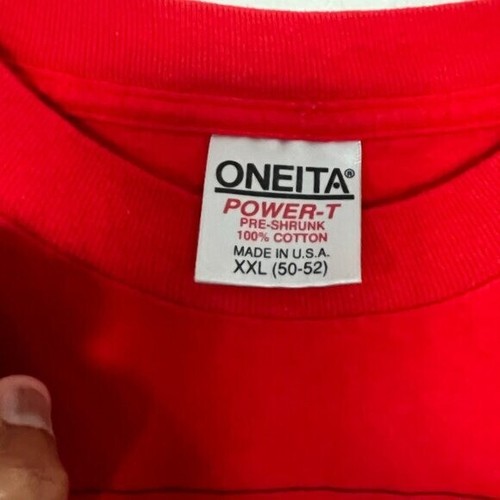 ONEITA®
POWER-T
PRE-SHRUNK
100% COTTON
MADE IN U.S.A.
XXL (50-52)